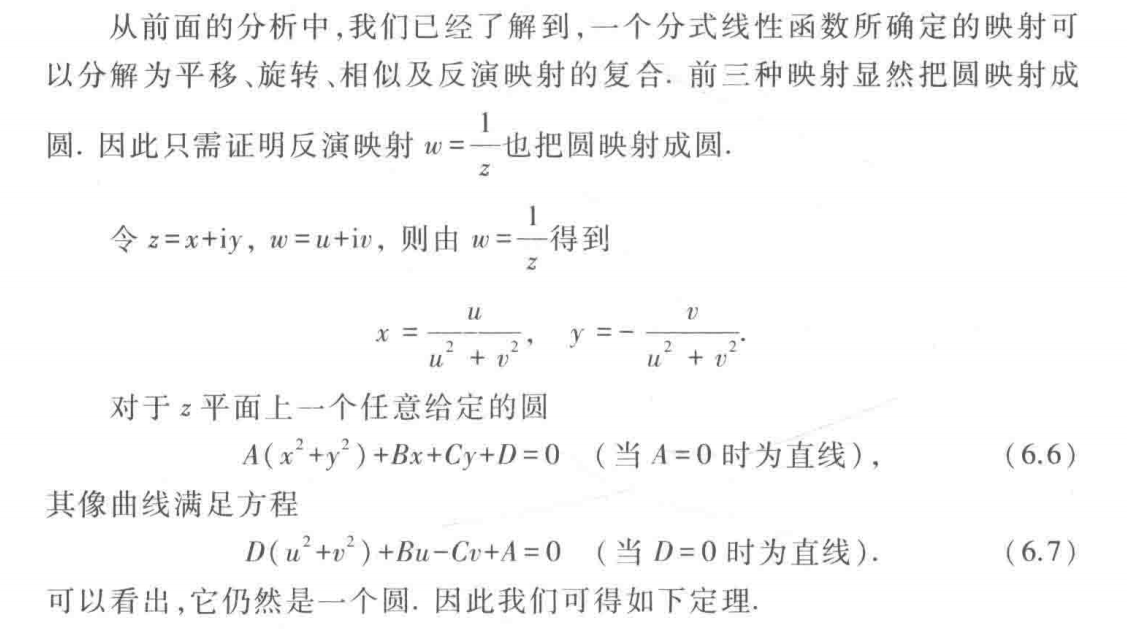 从前面的分析中,我们已经了解到,一个分式线性函数所确定的映射可
以分解为平移、旋转、相似及反演映射的复合. 前三种映射显然把圆映射成
圆. 因此只需证明反演映射 w=1/z 也把圆映射成圆.
令 z=x+iy, w=u+iv, 则由 w=1/z 得到
x = u/(u²+v²), y = - v/(u²+v²).
对于 z 平面上一个任意给定的圆
A(x²+y²)+Bx+Cy+D=0 (当 A=0 时为直线), (6.6)
其像曲线满足方程
D(u²+v²)+Bu-Cv+A=0 (当 D=0 时为直线). (6.7)
可以看出,它仍然是一个圆. 因此我们可得如下定理.